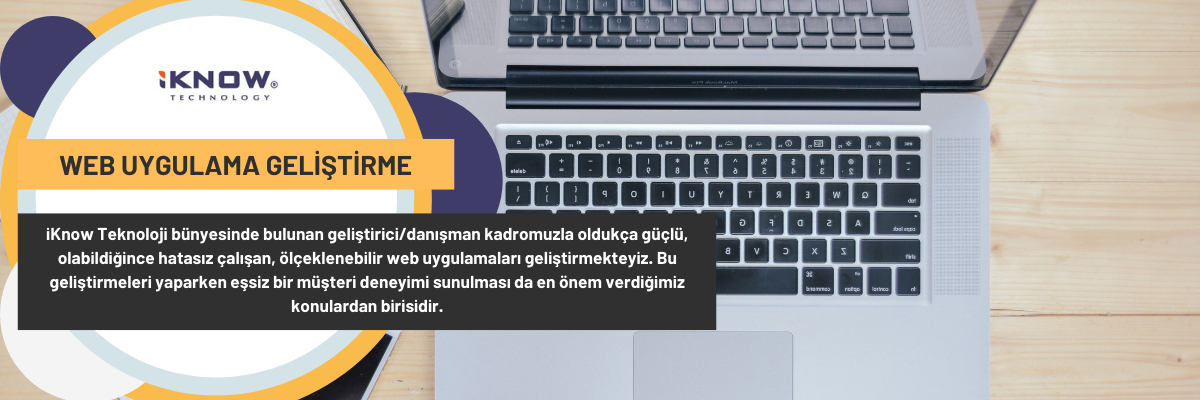 iKNOW®
TECHNOLOGY
WEB UYGULAMA GELİŞTİRME
iKnow Teknoloji bünyesinde bulunan geliştirici/danışman kadromuzla oldukça güçlü,
olabildiğince hatasız çalışan, ölçeklenebilir web uygulamaları geliştirmekteyiz. Bu
geliştirmeleri yaparken eşsiz bir müşteri deneyimi sunulması da en önem verdiğimiz
konulardan birisidir.